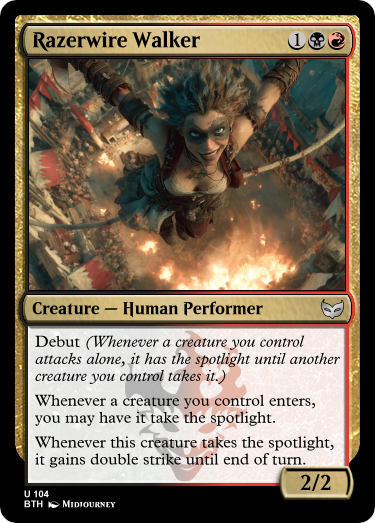 Razerwire Walker 1
Creature — Human Performer
Debut (Whenever a creature you control
attacks alone, it has the spotlight until another
creature you control takes it.)
Whenever a creature you control enters,
you may have it take the spotlight.
Whenever this creature takes the spotlight,
it gains double strike until end of turn.
2/2
U 104
BTH Midjourney